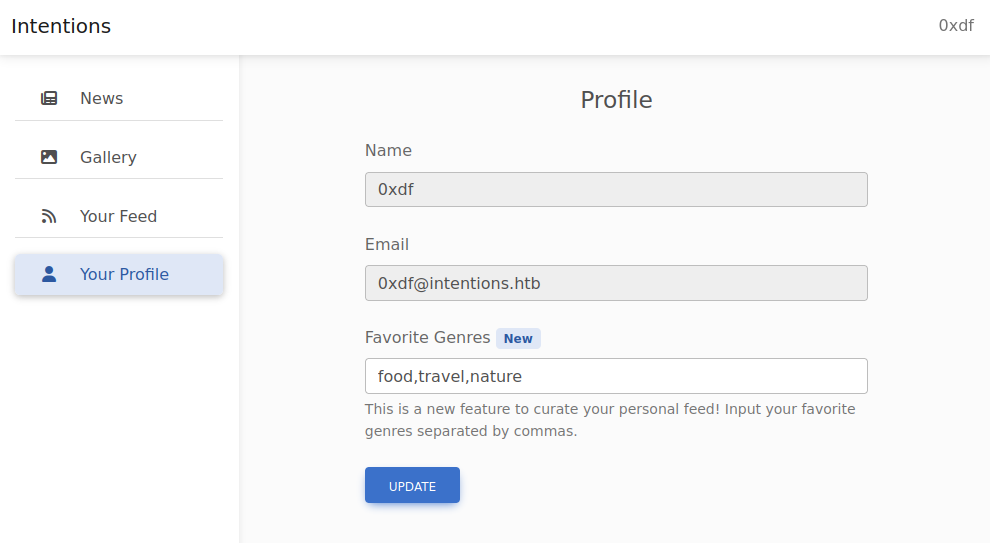 Intentions
0xdf
News
Gallery
Your Feed
Your Profile
Profile
Name
0xdf
Email
0xdf@intentions.htb
Favorite Genres New
food,travel,nature
This is a new feature to curate your personal feed! Input your favorite
genres separated by commas.
UPDATE